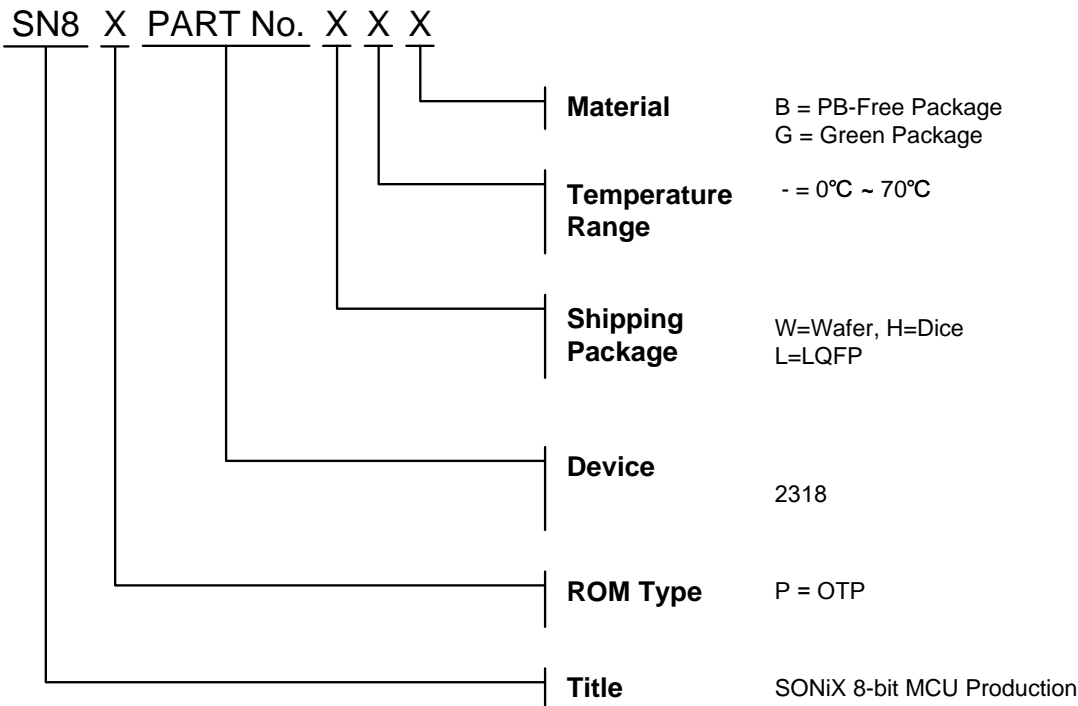 SN8 X PART No. X X X
Material
B = PB-Free Package
G = Green Package
Temperature
Range
- = 0℃ ~ 70℃
Shipping
Package
W=Wafer, H=Dice
L=LQFP
Device
2318
ROM Type
P = OTP
Title
SONiX 8-bit MCU Production